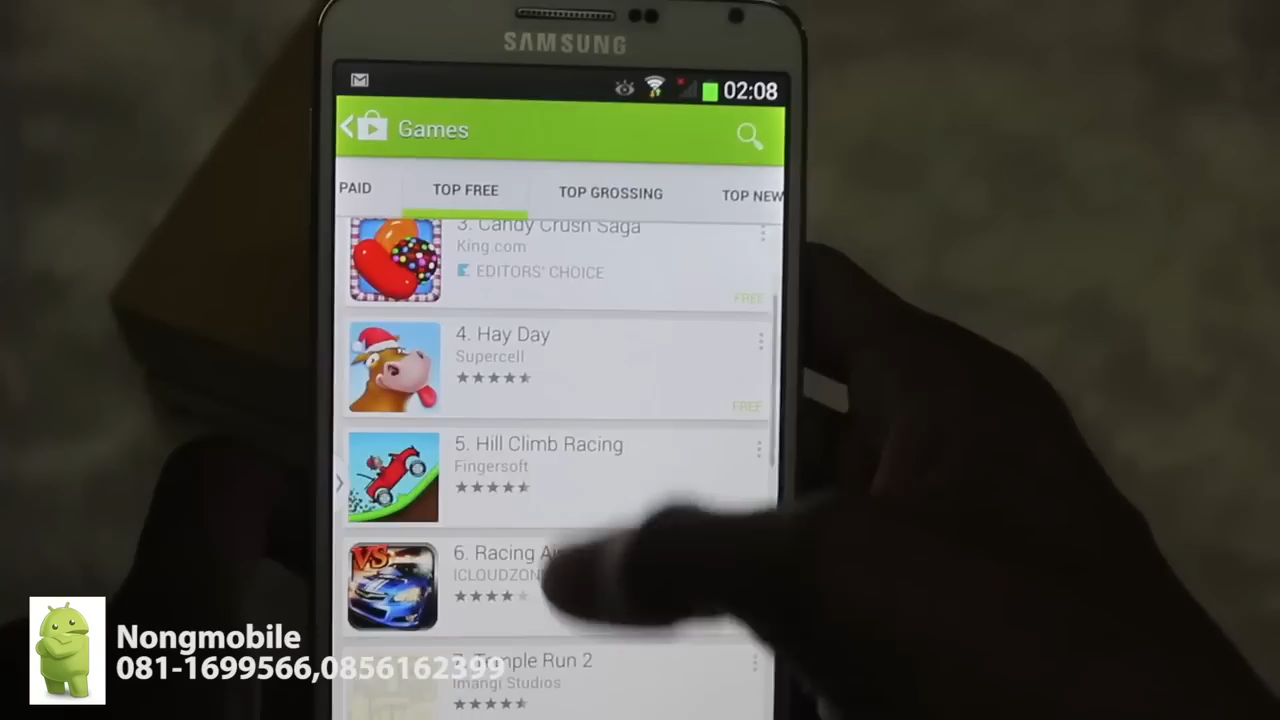 SAMSUNG
02:08
Games
PAID
TOP FREE
TOP GROSSING
TOP NEW
3. Candy Crush Saga
King.com
EDITORS' CHOICE
FREE
4. Hay Day
Supercell
FREE
5. Hill Climb Racing
Fingersoft
6. Racing
VS
7. Temple Run 2
Imangi Studios
Nongmobile
081-1699566,0856162399